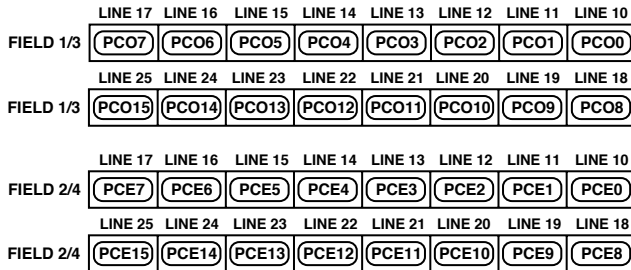 LINE 17 LINE 16 LINE 15 LINE 14 LINE 13 LINE 12 LINE 11 LINE 10
FIELD 1/3 PCO7 PCO6 PCO5 PCO4 PCO3 PCO2 PCO1 PCO0
LINE 25 LINE 24 LINE 23 LINE 22 LINE 21 LINE 20 LINE 19 LINE 18
FIELD 1/3 PCO15 PCO14 PCO13 PCO12 PCO11 PCO10 PCO9 PCO8
LINE 17 LINE 16 LINE 15 LINE 14 LINE 13 LINE 12 LINE 11 LINE 10
FIELD 2/4 PCE7 PCE6 PCE5 PCE4 PCE3 PCE2 PCE1 PCE0
LINE 25 LINE 24 LINE 23 LINE 22 LINE 21 LINE 20 LINE 19 LINE 18
FIELD 2/4 PCE15 PCE14 PCE13 PCE12 PCE11 PCE10 PCE9 PCE8